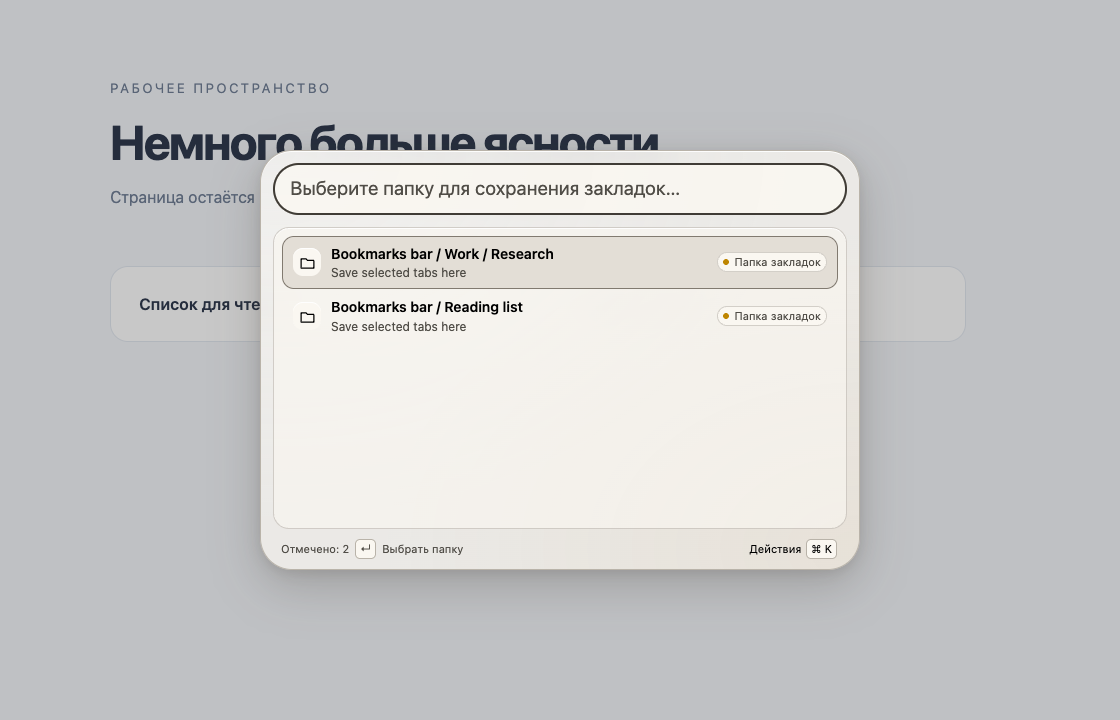 РАБОЧЕЕ ПРОСТРАНСТВО
Немного больше ясности
Страница остаётся
Выберите папку для сохранения закладок...
Список для чте
Bookmarks bar / Work / Research
Save selected tabs here
Папка закладок
Bookmarks bar / Reading list
Save selected tabs here
Папка закладок
Отмечено: 2 ↵ Выбрать папку
Действия ⌘ K